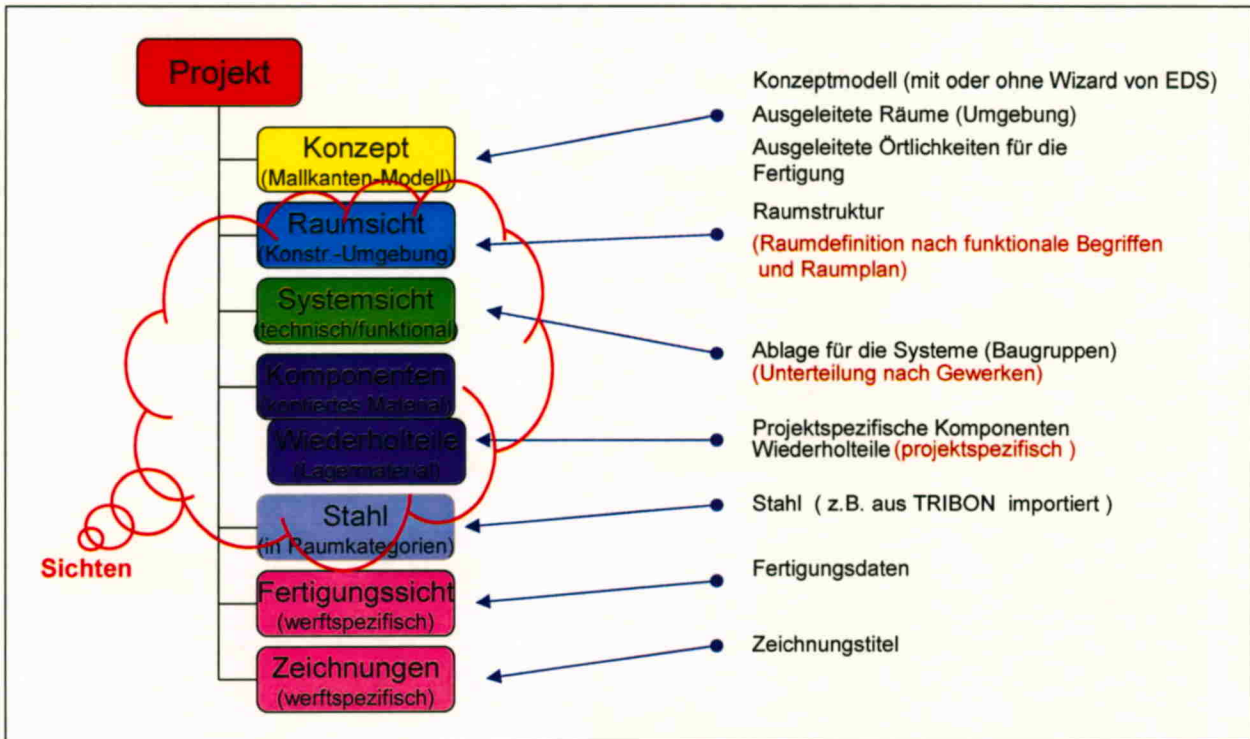 Projekt
Konzept
(Mallkanten-Modell)
Raumsicht
(Konstr.-Umgebung)
Systemsicht
(technisch/funktional)
Komponenten
(kontiertes Material)
Wiederholteile
(Lagermaterial)
Stahl
(in Raumkategorien)
Fertigungssicht
(werftspezifisch)
Zeichnungen
(werftspezifisch)
Sichten
Konzeptmodell (mit oder ohne Wizard von EDS)
Ausgeleitete Räume (Umgebung)
Ausgeleitete Örtlichkeiten für die
Fertigung
Raumstruktur
(Raumdefinition nach funktionale Begriffen
und Raumplan)
Ablage für die Systeme (Baugruppen)
(Unterteilung nach Gewerken)
Projektspezifische Komponenten
Wiederholteile (projektspezifisch )
Stahl ( z.B. aus TRIBON importiert )
Fertigungsdaten
Zeichnungstitel